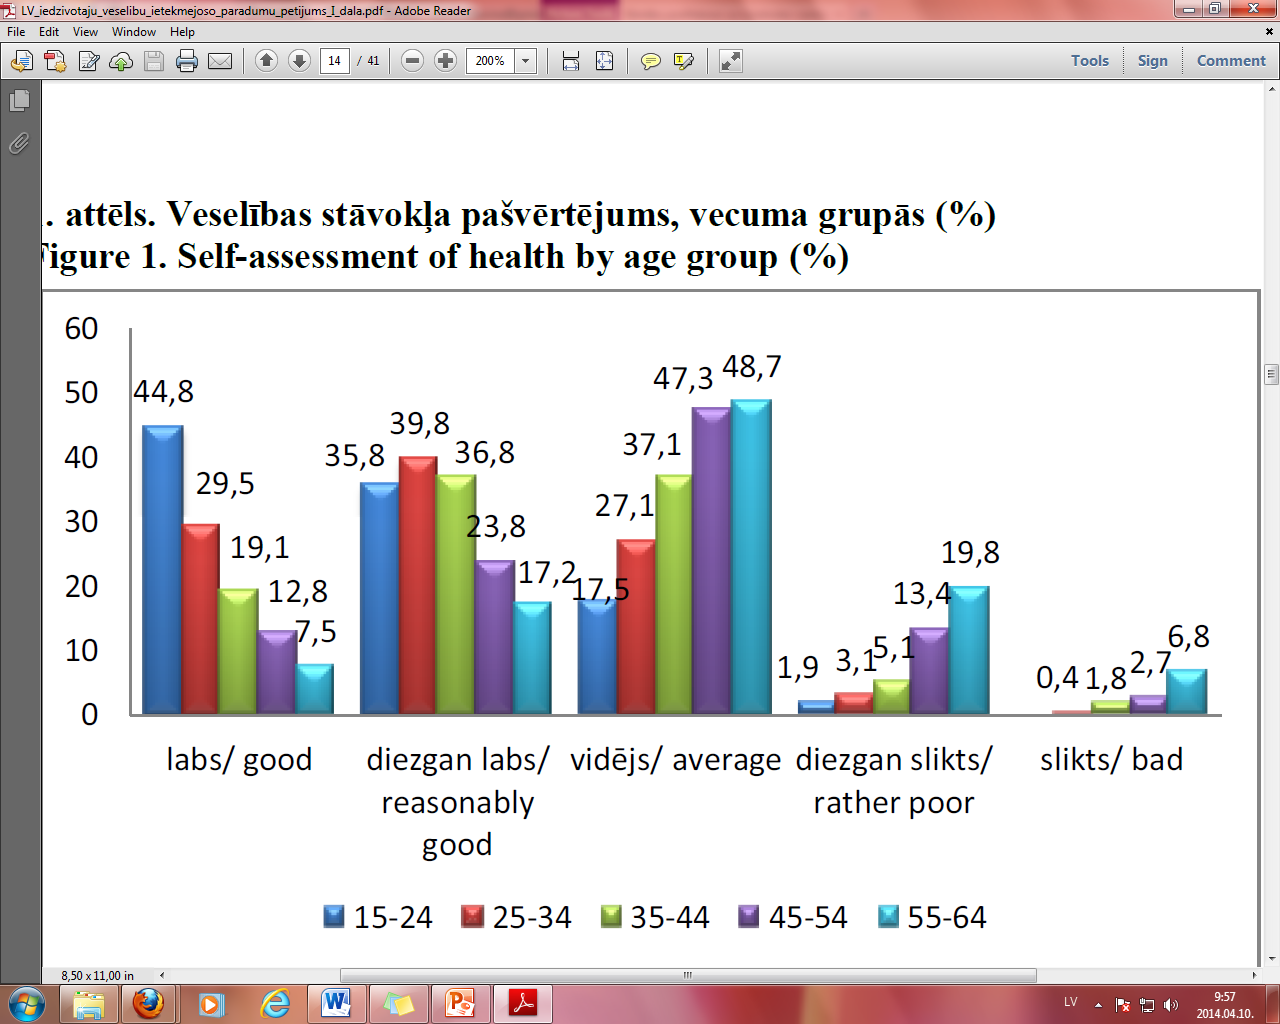 LV_iedzivotaju_veselibu_ietekmejoso_paradumu_petijums_I_dala.pdf - Adobe Reader
File Edit View Window Help
14 / 41 200% Tools Sign Comment
. attēls. Veselības stāvokļa pašvērtējums, vecuma grupās (%)
Figure 1. Self-assessment of health by age group (%)
60
50
40
30
20
10
0
44,8 29,5 19,1 12,8 7,5
35,8 39,8 36,8 23,8 17,2
17,5 27,1 37,1 47,3 48,7
1,9 3,1 5,1 13,4 19,8
0,4 1,8 2,7 6,8
labs/ good
diezgan labs/
reasonably
good
vidējs/ average
diezgan slikts/
rather poor
slikts/ bad
15-24 25-34 35-44 45-54 55-64
8,50 x 11,00 in
LV 9:57
2014.04.10.